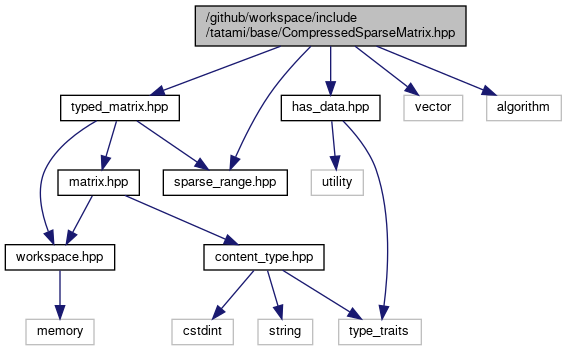 /github/workspace/include
/tatami/base/CompressedSparseMatrix.hpp
typed_matrix.hpp
has_data.hpp
vector
algorithm
matrix.hpp
sparse_range.hpp
utility
workspace.hpp
content_type.hpp
memory
cstdint
string
type_traits